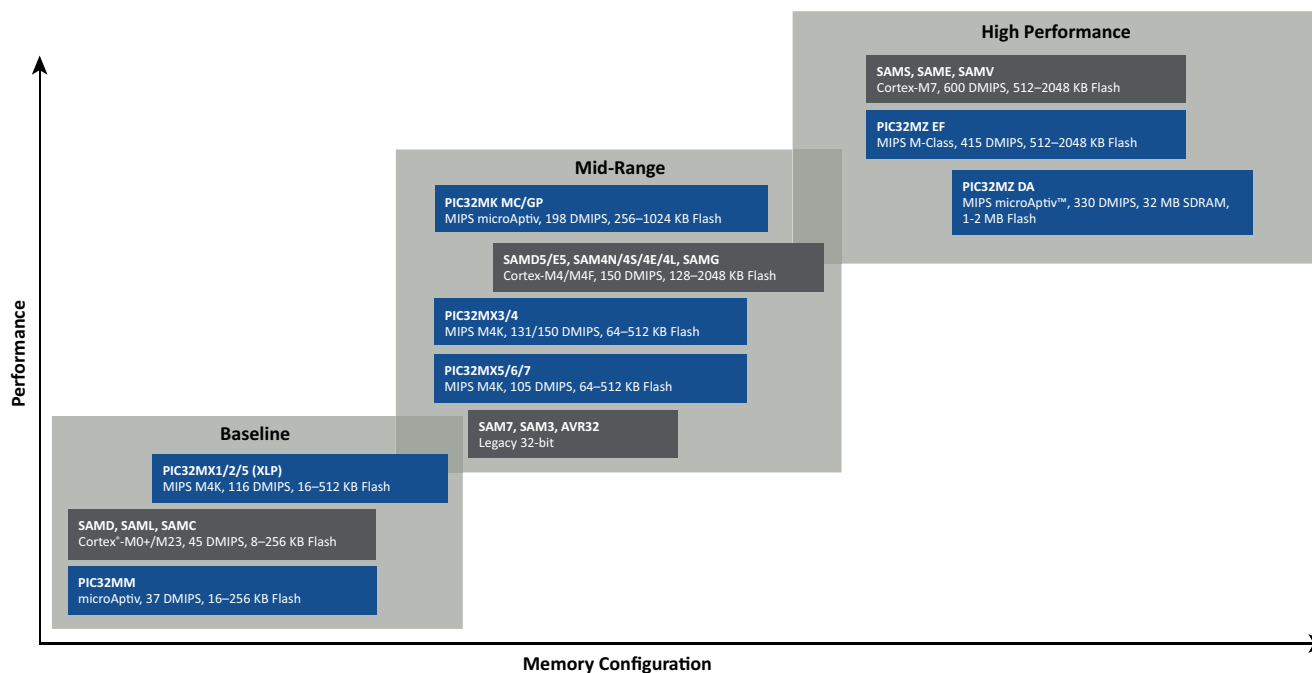 High Performance
SAMS, SAME, SAMV
Cortex-M7, 600 DMIPS, 512–2048 KB Flash
PIC32MZ EF
MIPS M-Class, 415 DMIPS, 512–2048 KB Flash
PIC32MZ DA
MIPS microAptiv™, 330 DMIPS, 32 MB SDRAM,
1-2 MB Flash
Mid-Range
PIC32MK MC/GP
MIPS microAptiv, 198 DMIPS, 256–1024 KB Flash
SAMD5/E5, SAM4N/4S/4E/4L, SAMG
Cortex-M4/M4F, 150 DMIPS, 128–2048 KB Flash
PIC32MX3/4
MIPS M4K, 131/150 DMIPS, 64–512 KB Flash
PIC32MX5/6/7
MIPS M4K, 105 DMIPS, 64–512 KB Flash
SAM7, SAM3, AVR32
Legacy 32-bit
Baseline
PIC32MX1/2/5 (XLP)
MIPS M4K, 116 DMIPS, 16–512 KB Flash
SAMD, SAML, SAMC
Cortex®-M0+/M23, 45 DMIPS, 8–256 KB Flash
PIC32MM
microAptiv, 37 DMIPS, 16–256 KB Flash
Performance
Memory Configuration